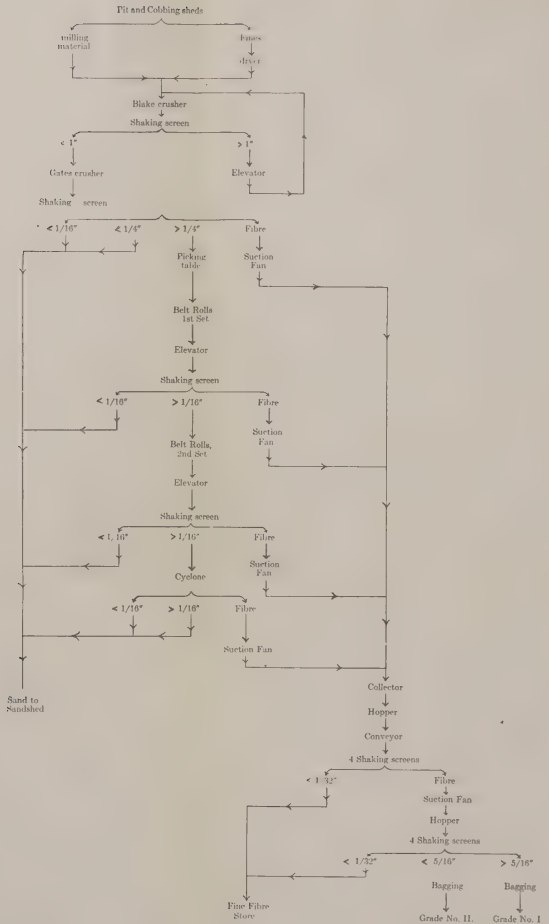 Pit and Cobbing sheds
milling
material
Fines
dryer
Blake crusher
Shaking screen
< 1"
> 1"
Gates crusher
Elevator
Shaking screen
< 1/16"
< 1/4"
> 1/4"
Fibre
Picking
table
Suction
Fan
Belt Rolls
1st Set
Elevator
Shaking screen
< 1/16"
> 1/16"
Fibre
Suction
Fan
Belt Rolls,
2nd Set
Elevator
Shaking screen
< 1/16"
> 1/16"
Fibre
Suction
Fan
Cyclone
< 1/16"
> 1/16"
Fibre
Suction Fan
Sand to
Sandshed
Collector
Hopper
Conveyor
4 Shaking screens
< 1/32"
Fibre
Suction Fan
Hopper
4 Shaking screens
< 1/32"
< 5/16"
> 5/16"
Bagging
Bagging
Fine Fibre
Store
Grade No. II.
Grade No. I